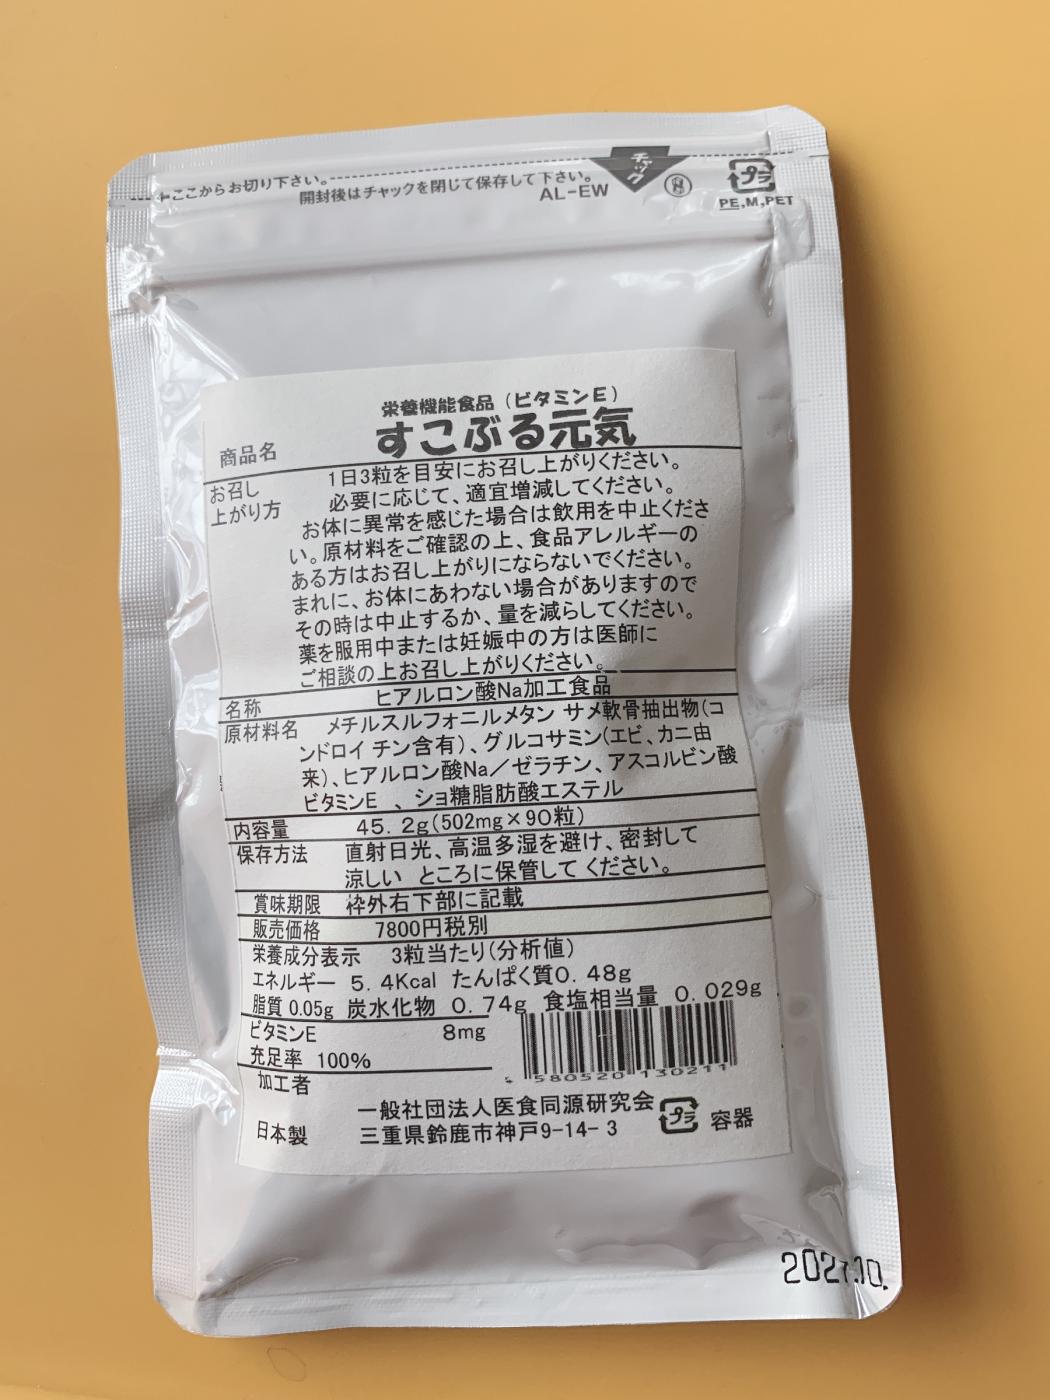 ここからお切り下さい。
開封後はチャックを閉じて保存して下さい。
チャック
AL-EW
プラ
PE,M,PET
栄養機能食品（ビタミンE）
商品名 すこぶる元気
お召し上がり方 1日3粒を目安にお召し上がりください。
必要に応じて、適宜増減してください。
お体に異常を感じた場合は飲用を中止くださ
い。原材料をご確認の上、食品アレルギーの
ある方はお召し上がりにならないでください。
まれに、お体にあわない場合がありますので
その時は中止するか、量を減らしてください。
薬を服用中または妊娠中の方は医師に
ご相談の上お召し上がりください。
名称 ヒアルロン酸Na加工食品
原材料名 メチルスルフォニルメタン サメ軟骨抽出物（コ
ンドロイ チン含有）、グルコサミン（エビ、カニ由
来）、ヒアルロン酸Na／ゼラチン、アスコルビン酸
ビタミンE 、ショ糖脂肪酸エステル
内容量 45.2g（502mg×90粒）
保存方法 直射日光、高温多湿を避け、密封して
涼しい ところに保管して ください。
賞味期限 枠外右下部に記載
販売価格 7800円税別
栄養成分表示 3粒当たり（分析値）
エネルギー 5.4Kcal たんぱく質0.48g
脂質 0.05g 炭水化物 0.74g 食塩相当量 0.029g
ビタミンE 8mg
充足率 100%
4 580520 130211
加工者
一般社団法人医食同源研究会
日本製 三重県鈴鹿市神戸9-14-3
プラ 容器